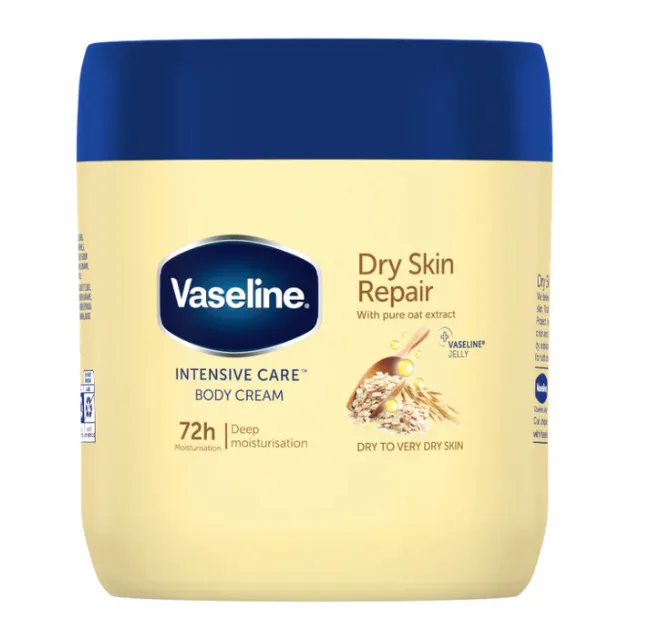 Vaseline®
INTENSIVE CARE™
BODY CREAM
72h
Moisturisation
Deep
moisturisation
Dry Skin
Repair
With pure oat extract
VASELINE®
JELLY
DRY TO VERY DRY SKIN
Vaseline